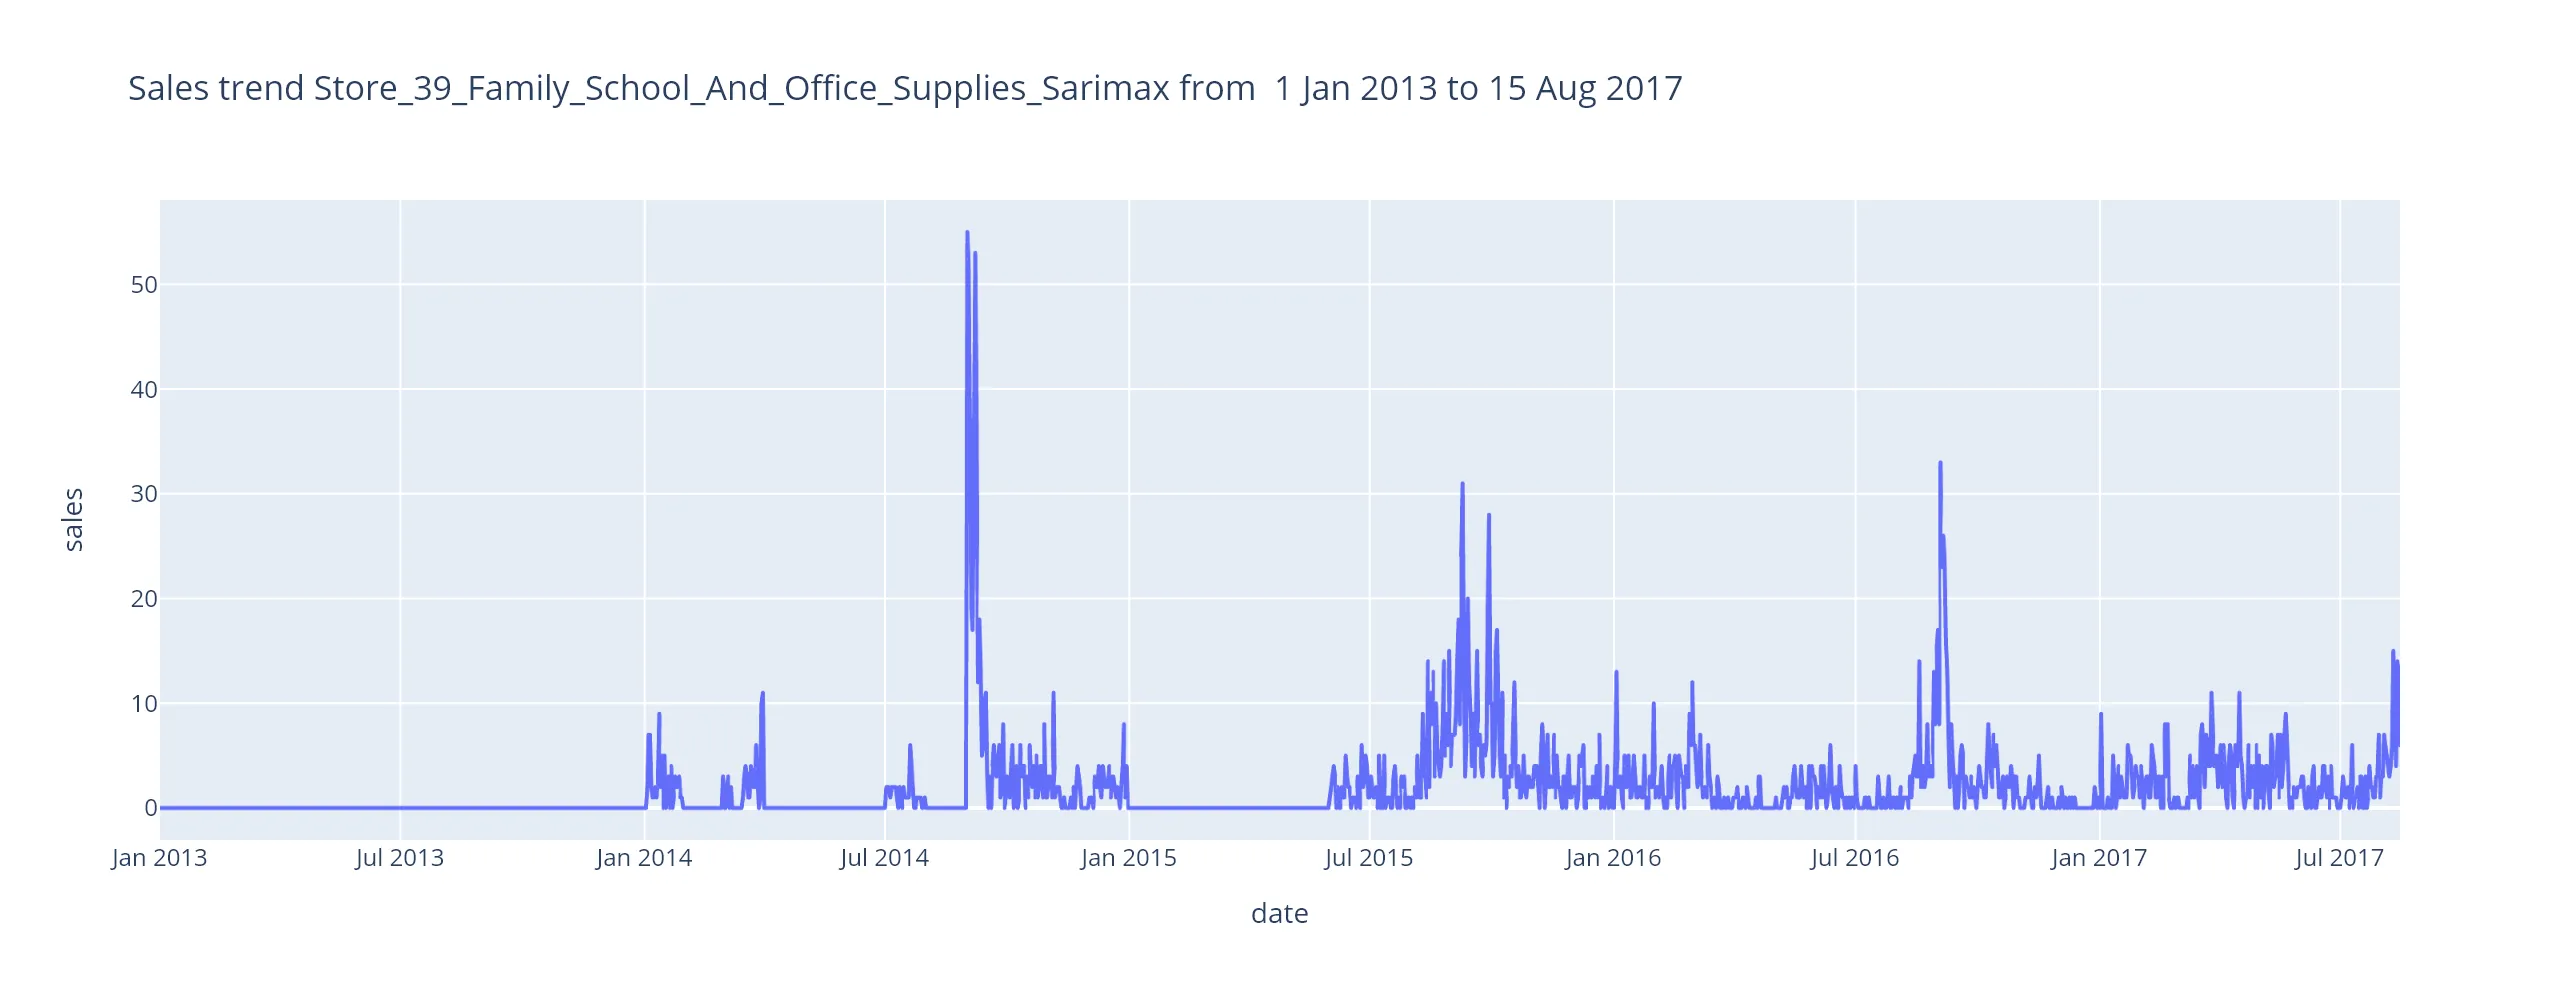 Sales trend Store_39_Family_School_And_Office_Supplies_Sarimax from  1 Jan 2013 to 15 Aug 2017
50
40
30
20
10
0
sales
Jan 2013 Jul 2013 Jan 2014 Jul 2014 Jan 2015 Jul 2015 Jan 2016 Jul 2016 Jan 2017 Jul 2017
date